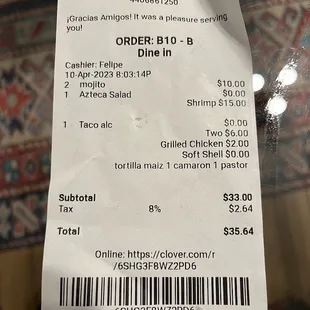 ¡Gracias Amigos! It was a pleasure serving
you!
ORDER: B10 - B
Dine in
Cashier: Felipe
10-Apr-2023 8:03:14P
2 mojito $10.00
1 Azteca Salad $0.00
Shrimp $15.00
1 Taco alc $0.00
Two $6.00
Grilled Chicken $2.00
Soft Shell $0.00
tortilla maiz 1 camaron 1 pastor
Subtotal $33.00
Tax 8% $2.64
Total $35.64
Online: https://clover.com/r
/6SHG3F8WZ2PD6
6SHG3F8WZ2PD6